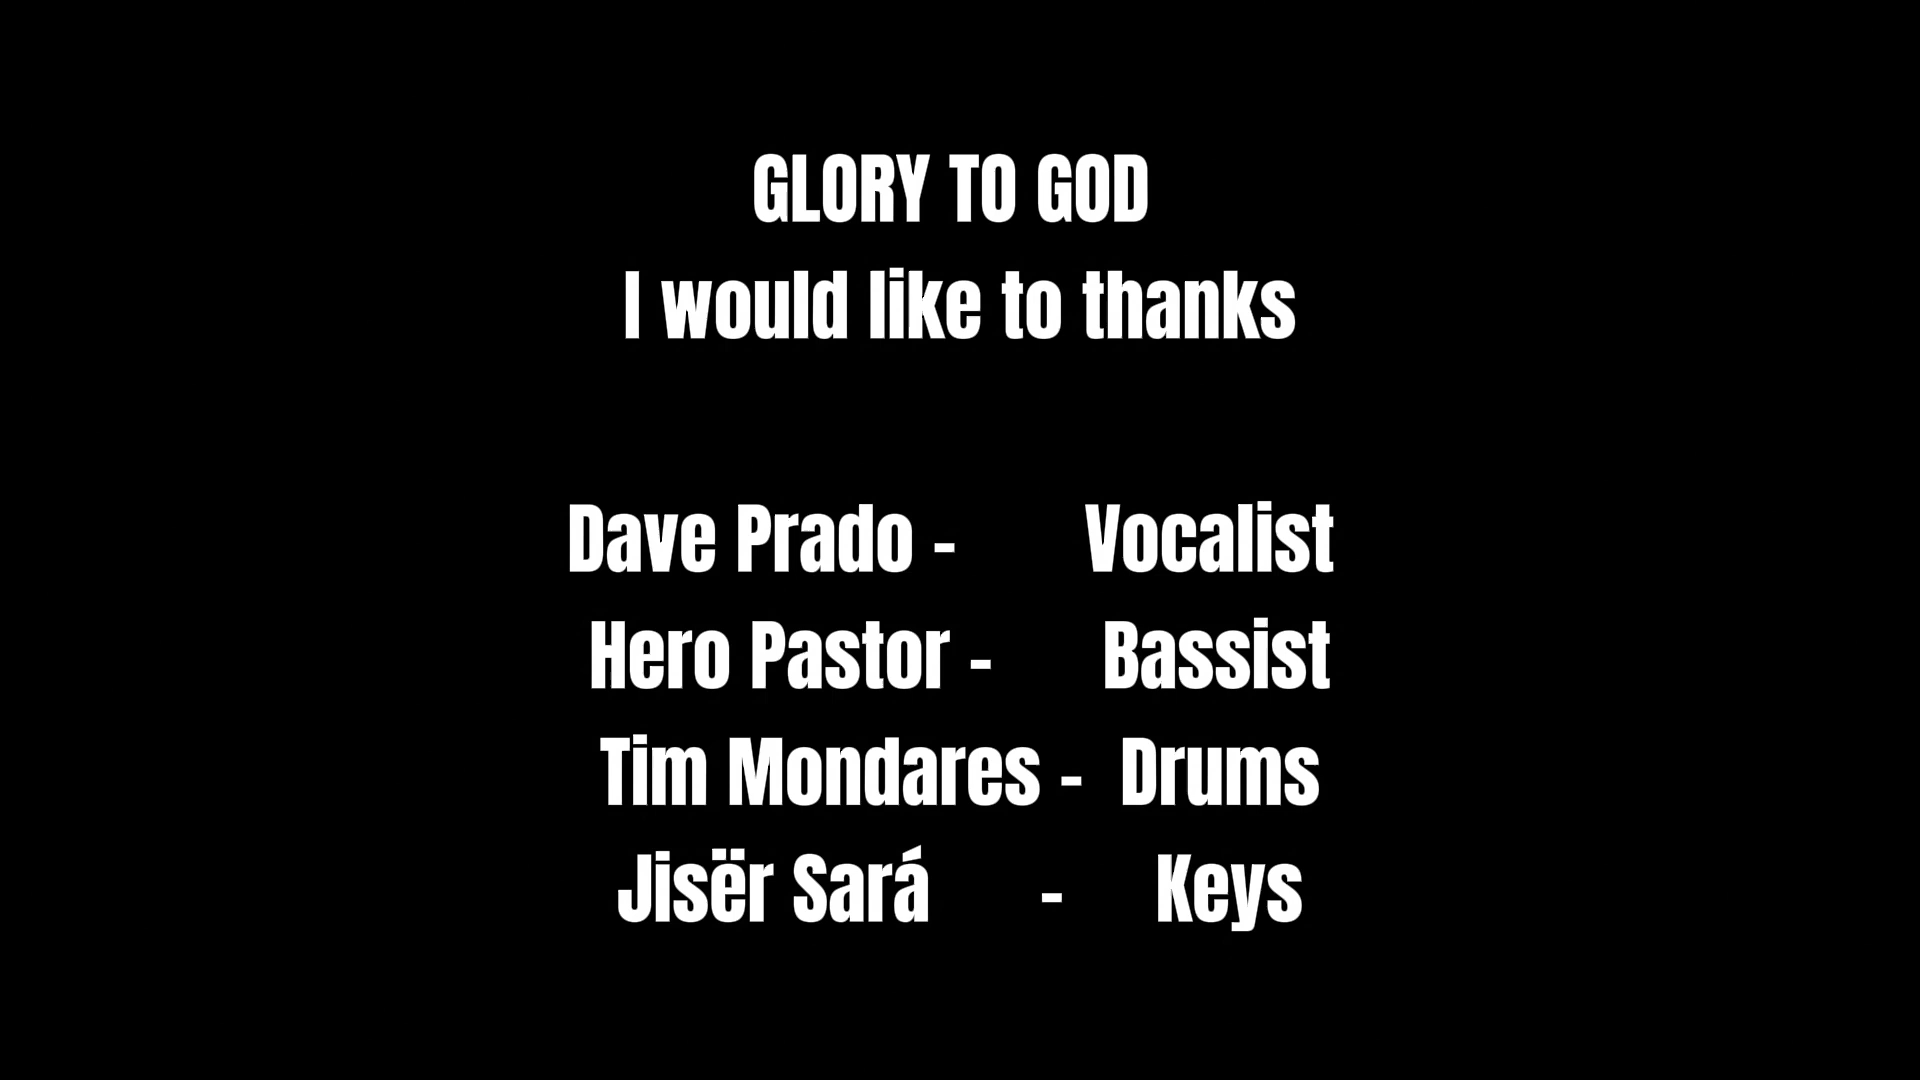 GLORY TO GOD
I would like to thanks
Dave Prado - Vocalist
Hero Pastor - Bassist
Tim Mondares - Drums
Jisër Sará - Keys